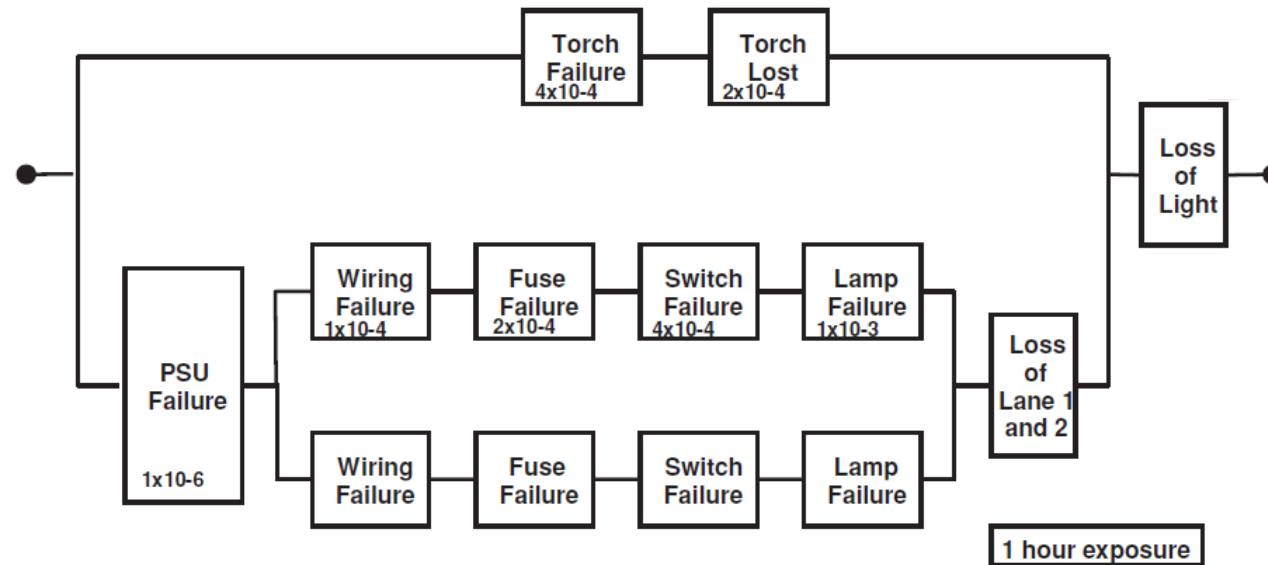 Torch
Failure
4x10-4
Torch
Lost
2x10-4
Loss
of
Light
Wiring
Failure
1x10-4
Fuse
Failure
2x10-4
Switch
Failure
4x10-4
Lamp
Failure
1x10-3
PSU
Failure
1x10-6
Loss
of
Lane 1
and 2
Wiring
Failure
Fuse
Failure
Switch
Failure
Lamp
Failure
1 hour exposure